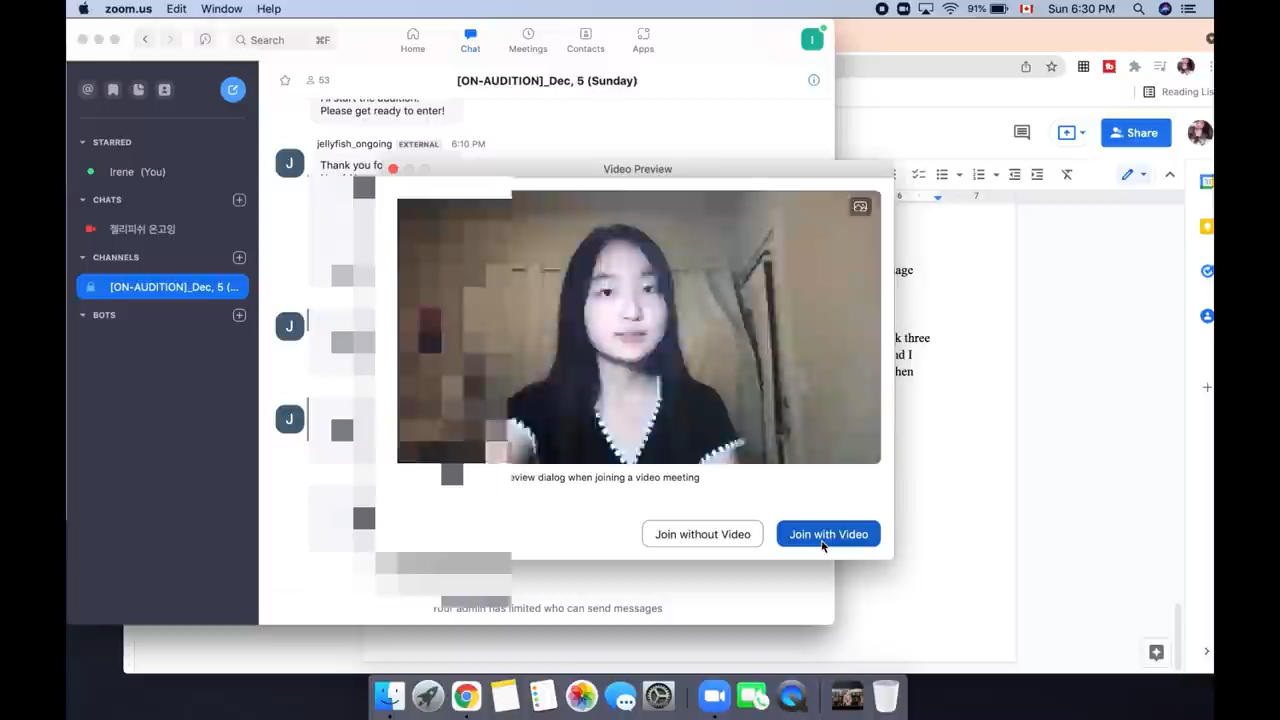 zoom.us Edit Window Help
91% Sun 6:30 PM
Search ⌘F
Home
Chat
Meetings
Contacts
Apps
I
Reading Lis
53
[ON-AUDITION]_Dec, 5 (Sunday)
Share
Please get ready to enter!
STARRED
Irene (You)
CHATS
젤리피쉬 온고잉
CHANNELS
[ON-AUDITION]_Dec, 5 (...
BOTS
jellyfish_ongoing EXTERNAL 6:10 PM
J
Thank you fo
J
J
Video Preview
eview dialog when joining a video meeting
Join without Video
Join with Video
limited who can send messages
6 7
age
k three
nd I
hen